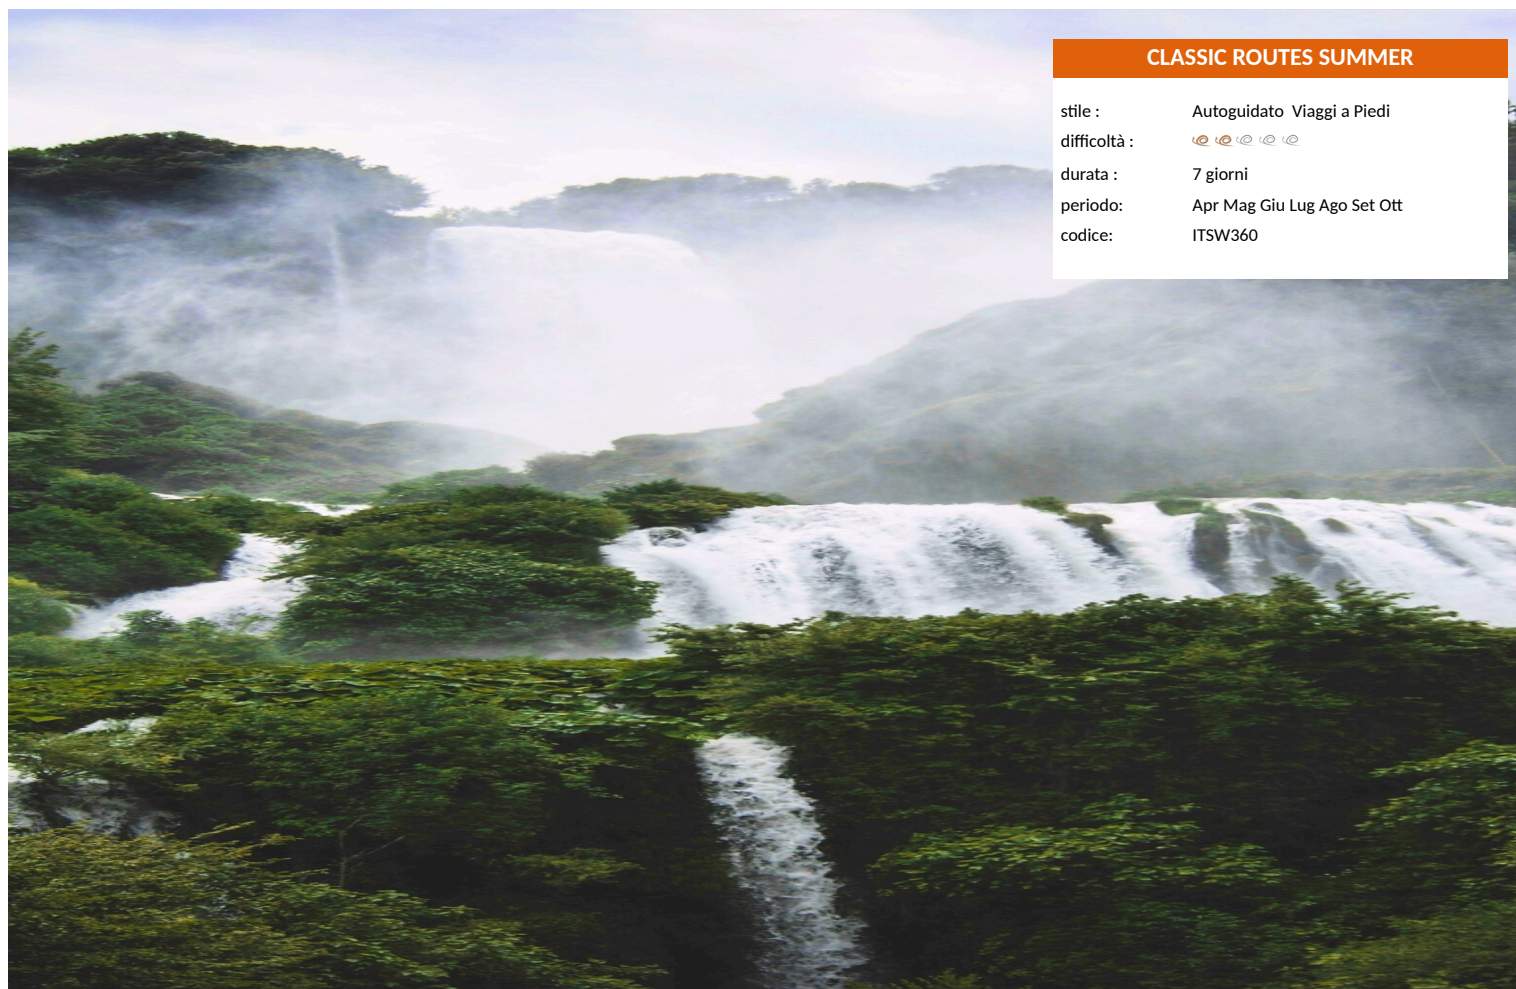 CLASSIC ROUTES SUMMER
stile : Autoguidato Viaggi a Piedi
difficoltà :
durata : 7 giorni
periodo: Apr Mag Giu Lug Ago Set Ott
codice: ITSW360